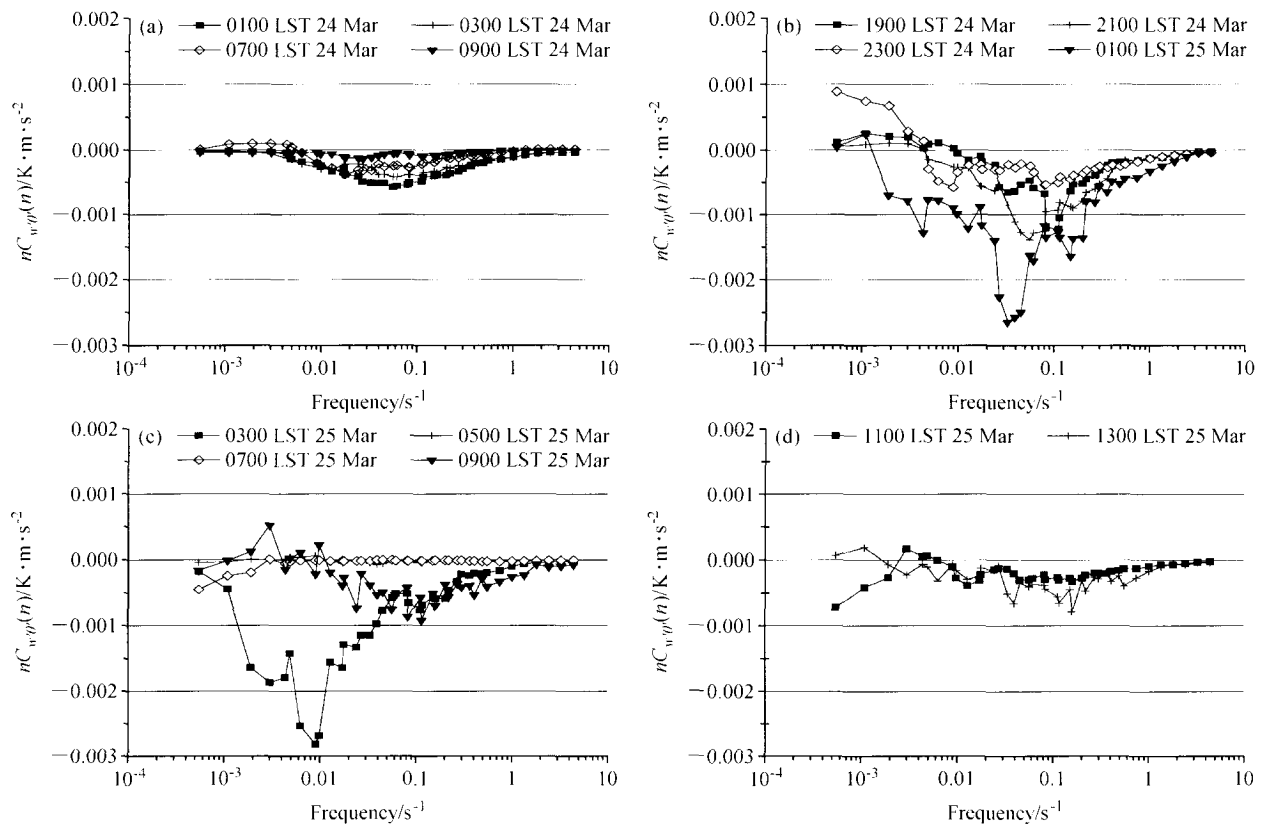 (a) 0100 LST 24 Mar 0300 LST 24 Mar
0700 LST 24 Mar 0900 LST 24 Mar
0.002
0.001
0.000
−0.001
−0.002
−0.003
nC_{w′θ′}(n)/K·m·s⁻²
10⁻⁴ 10⁻³ 0.01 0.1 1 10
Frequency/s⁻¹
(b) 1900 LST 24 Mar 2100 LST 24 Mar
2300 LST 24 Mar 0100 LST 25 Mar
0.002
0.001
0.000
−0.001
−0.002
−0.003
nC_{w′θ′}(n)/K·m·s⁻²
10⁻⁴ 10⁻³ 0.01 0.1 1 10
Frequency/s⁻¹
(c) 0300 LST 25 Mar 0500 LST 25 Mar
0700 LST 25 Mar 0900 LST 25 Mar
0.002
0.001
0.000
−0.001
−0.002
−0.003
nC_{w′θ′}(n)/K·m·s⁻²
10⁻⁴ 10⁻³ 0.01 0.1 1 10
Frequency/s⁻¹
(d) 1100 LST 25 Mar 1300 LST 25 Mar
0.002
0.001
0.000
−0.001
−0.002
−0.003
nC_{w′θ′}(n)/K·m·s⁻²
10⁻⁴ 10⁻³ 0.01 0.1 1 10
Frequency/s⁻¹